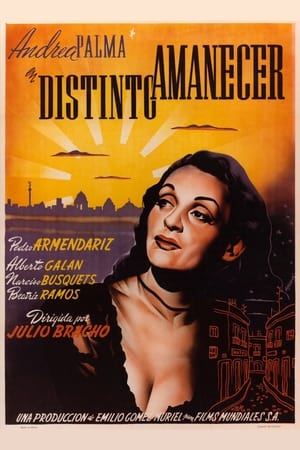 Andrea PALMA
en
DISTINTO AMANECER
Pedro ARMENDARIZ
Alberto GALAN
Narciso BUSQUETS
Beatriz RAMOS
Dirigida por
JULIO BRACHO
UNA PRODUCCION de EMILIO GOMEZ MURIEL para FILMS MUNDIALES S.A.